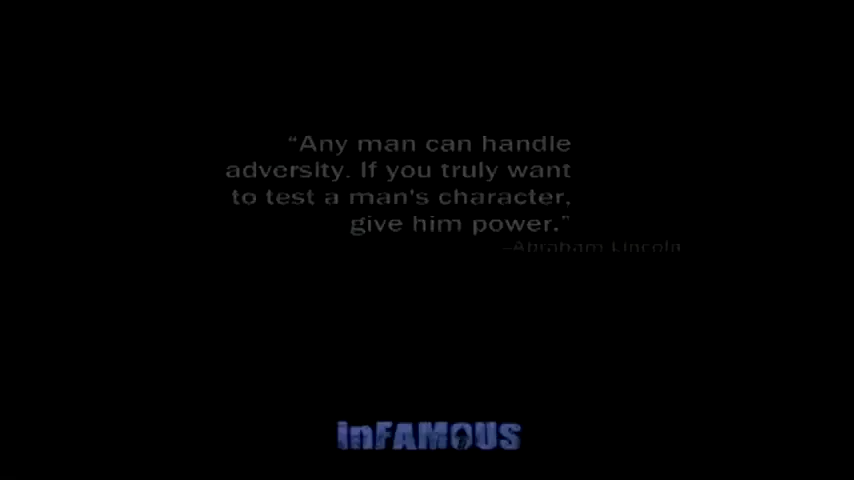 “Any man can handle
adversity. If you truly want
to test a man's character,
give him power.”
–Abraham Lincoln
inFAMOUS